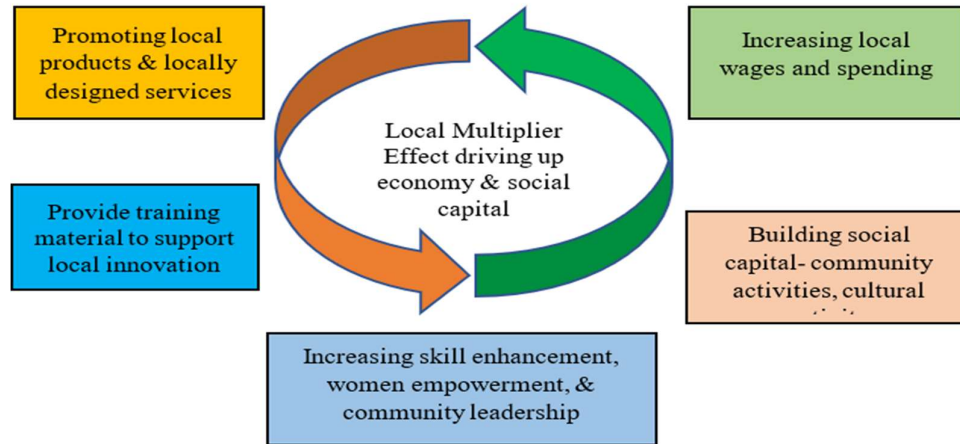 Promoting local
products & locally
designed services
Increasing local
wages and spending
Local Multiplier
Effect driving up
economy & social
capital
Provide training
material to support
local innovation
Building social
capital- community
activities, cultural
Increasing skill enhancement,
women empowerment, &
community leadership